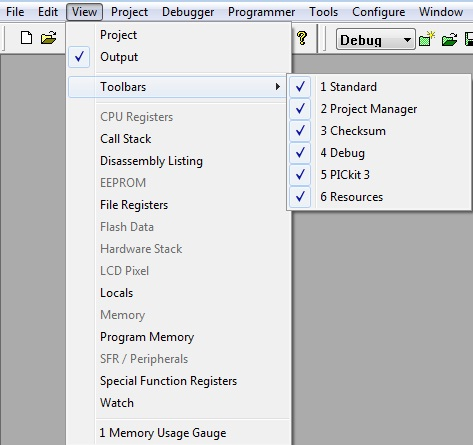 File Edit View Project Debugger Programmer Tools Configure Window
Debug
Project
Output
Toolbars
1 Standard
2 Project Manager
3 Checksum
4 Debug
5 PICkit 3
6 Resources
CPU Registers
Call Stack
Disassembly Listing
EEPROM
File Registers
Flash Data
Hardware Stack
LCD Pixel
Locals
Memory
Program Memory
SFR / Peripherals
Special Function Registers
Watch
1 Memory Usage Gauge